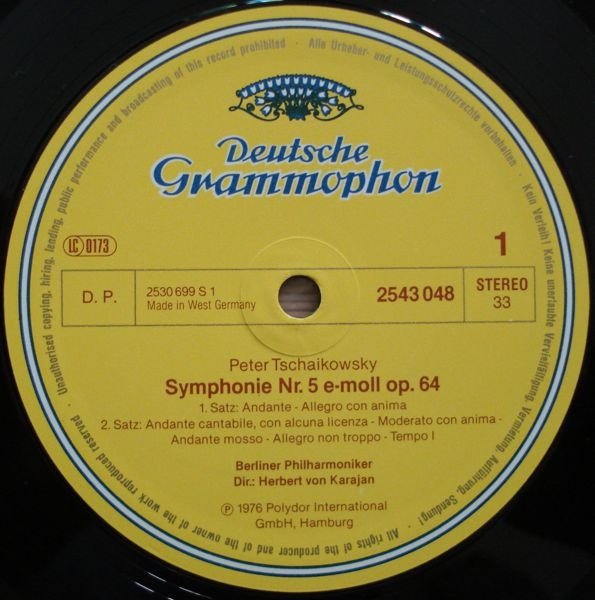 Alle Urheber- und Leistungsschutzrechte vorbehalten · Kein Verleih! Keine unerlaubte Vervielfältigung, Vermietung, Aufführung, Sendung! · All rights of the producer and of the owner of the work reproduced reserved · Unauthorised copying, hiring, lending, public performance and broadcasting of this record prohibited ·
Deutsche
Grammophon
LC 0173
1
D. P.
2530 699 S 1
Made in West Germany
2543 048
STEREO
33
Peter Tschaikowsky
Symphonie Nr. 5 e-moll op. 64
1. Satz: Andante - Allegro con anima
2. Satz: Andante cantabile, con alcuna licenza - Moderato con anima -
Andante mosso - Allegro non troppo - Tempo I
Berliner Philharmoniker
Dir.: Herbert von Karajan
℗ 1976 Polydor International
GmbH, Hamburg